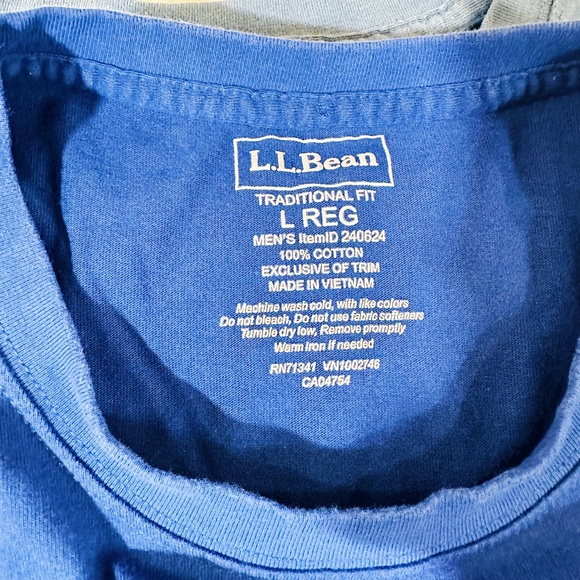 L.L.Bean
TRADITIONAL FIT
L REG
MEN'S ItemID 240624
100% COTTON
EXCLUSIVE OF TRIM
MADE IN VIETNAM
Machine wash cold, with like colors
Do not bleach, Do not use fabric softeners
Tumble dry low, Remove promptly
Warm iron if needed
RN71341 VN1002746
CA04754